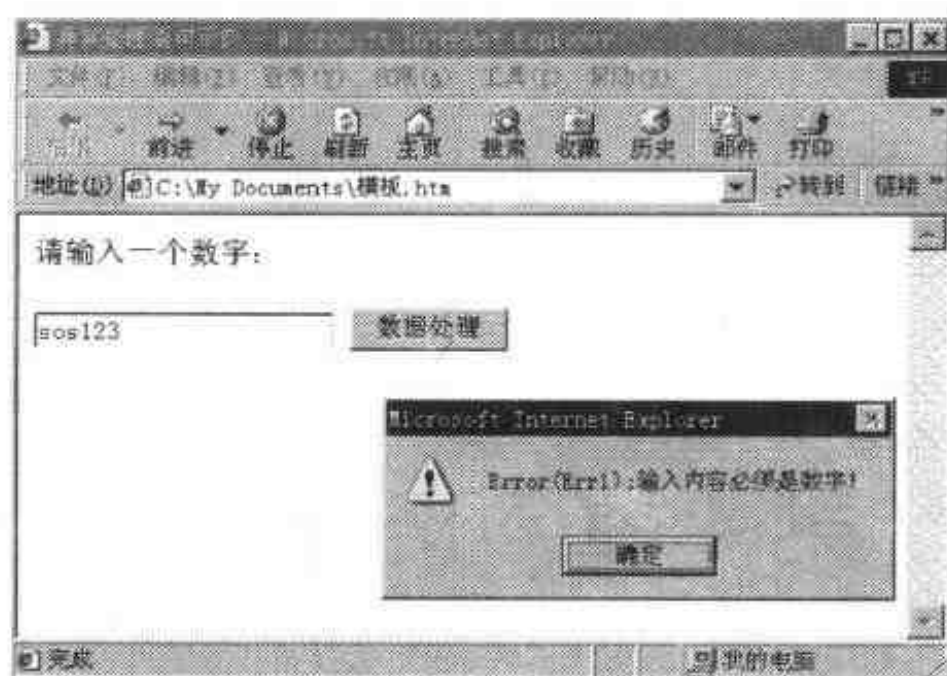 Microsoft Internet Explorer
文件(F) 编辑(E) 查看(V) 收藏(A) 工具(T) 帮助(H)
前进 停止 刷新 主页 搜索 收藏 历史 邮件 打印
地址(D) C:\My Documents\模板.htm 转到 链接
请输入一个数字:
sos123 数据处理
Microsoft Internet Explorer
Error(Err1):输入内容必须是数字!
确定
完成 我的电脑